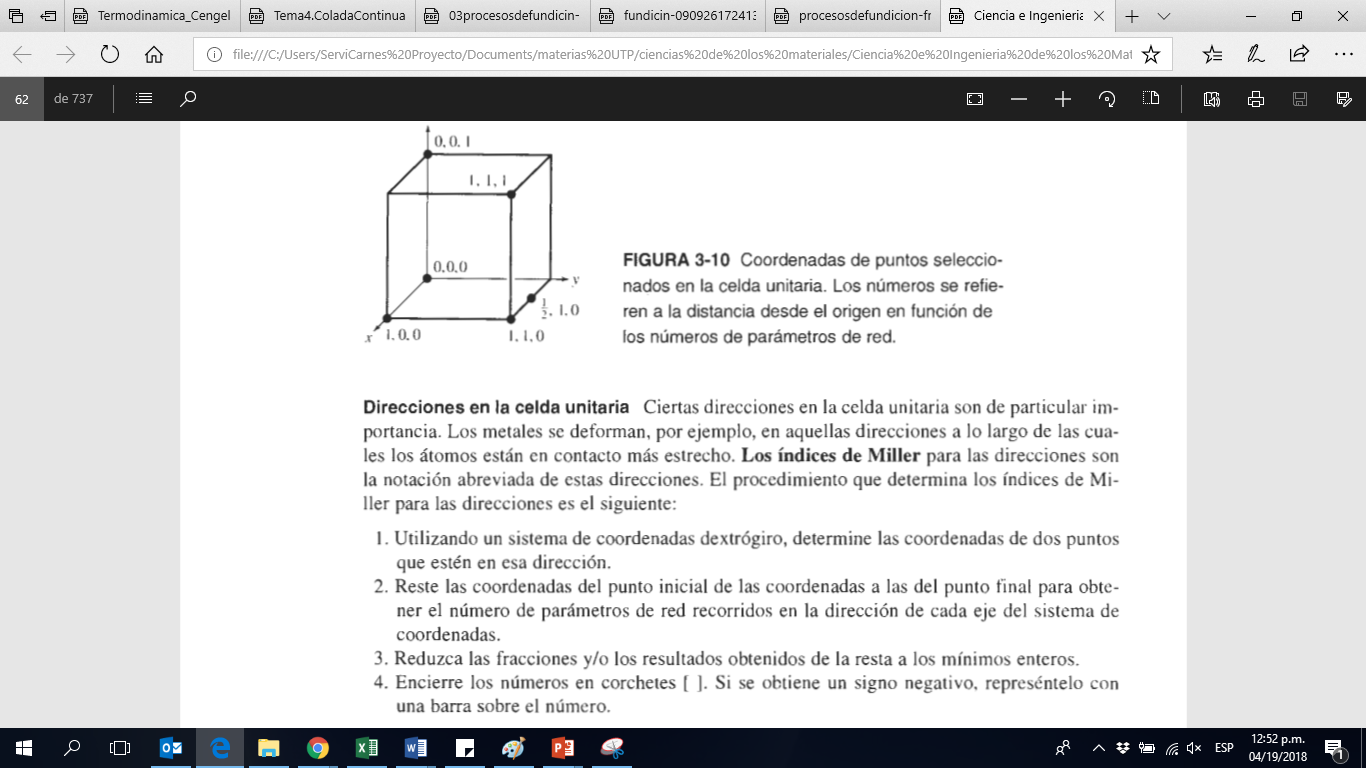 Termodinamica_Cengel
Tema4.ColadaContinua
03procesosdefundicin-
fundicin-090926172413
procesosdefundicion-fr
Ciencia e Ingenieria
file:///C:/Users/ServiCarnes%20Proyecto/Documents/materias%20UTP/ciencias%20de%20los%20materiales/Ciencia%20e%20Ingenieria%20de%20los%20Mat
62 de 737
0, 0, 1
1, 1, 1
0,0,0
y
1/2, 1, 0
x 1, 0, 0
1, 1, 0
FIGURA 3-10 Coordenadas de puntos seleccio-
nados en la celda unitaria. Los números se refie-
ren a la distancia desde el origen en función de
los números de parámetros de red.
Direcciones en la celda unitaria Ciertas direcciones en la celda unitaria son de particular im-
portancia. Los metales se deforman, por ejemplo, en aquellas direcciones a lo largo de las cua-
les los átomos están en contacto más estrecho. Los índices de Miller para las direcciones son
la notación abreviada de estas direcciones. El procedimiento que determina los índices de Mi-
ller para las direcciones es el siguiente:
1. Utilizando un sistema de coordenadas dextrógiro, determine las coordenadas de dos puntos
que estén en esa dirección.
2. Reste las coordenadas del punto inicial de las coordenadas a las del punto final para obte-
ner el número de parámetros de red recorridos en la dirección de cada eje del sistema de
coordenadas.
3. Reduzca las fracciones y/o los resultados obtenidos de la resta a los mínimos enteros.
4. Encierre los números en corchetes [ ]. Si se obtiene un signo negativo, represéntelo con
una barra sobre el número.
ESP
12:52 p.m.
04/19/2018
1